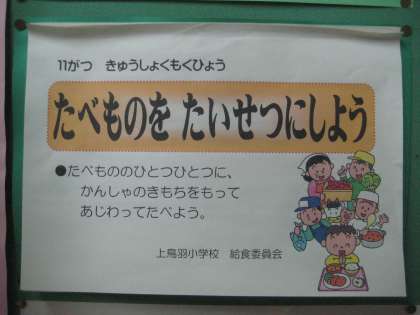 11がつ きゅうしょくもくひょう
たべものを たいせつにしよう
●たべもののひとつひとつに、
かんしゃのきもちをもって
あじわってたべよう。
上鳥羽小学校 給食委員会